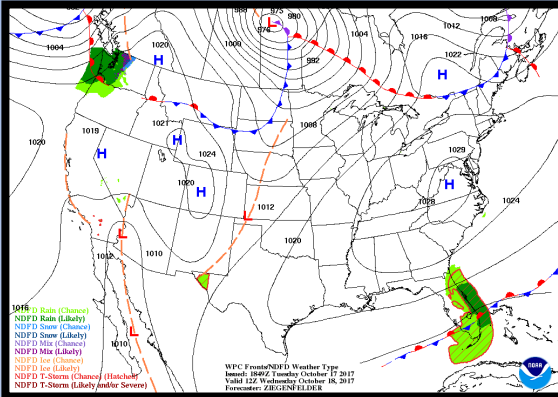 988
975
980
976
1004
1020
1000
992
1004
1016
1012
1008
1022
H
H
1021
1008
1019
H
H
1024
1020
H
1020
1029
H
1028
1024
1012
L
L
1020
1012
1010
L
1016
1010
L
NDFD Rain (Chance)
NDFD Rain (Likely)
NDFD Snow (Chance)
NDFD Snow (Likely)
NDFD Mix (Chance)
NDFD Mix (Likely)
NDFD Ice (Chance)
NDFD Ice (Likely)
NDFD T-Storm (Chance) (Hatched)
NDFD T-Storm (Likely and/or Severe)
WPC Fronts/NDFD Weather Type
Issued: 1849Z Tuesday October 17 2017
Valid 12Z Wednesday October 18, 2017
Forecaster: ZIEGENFELDER
NOAA